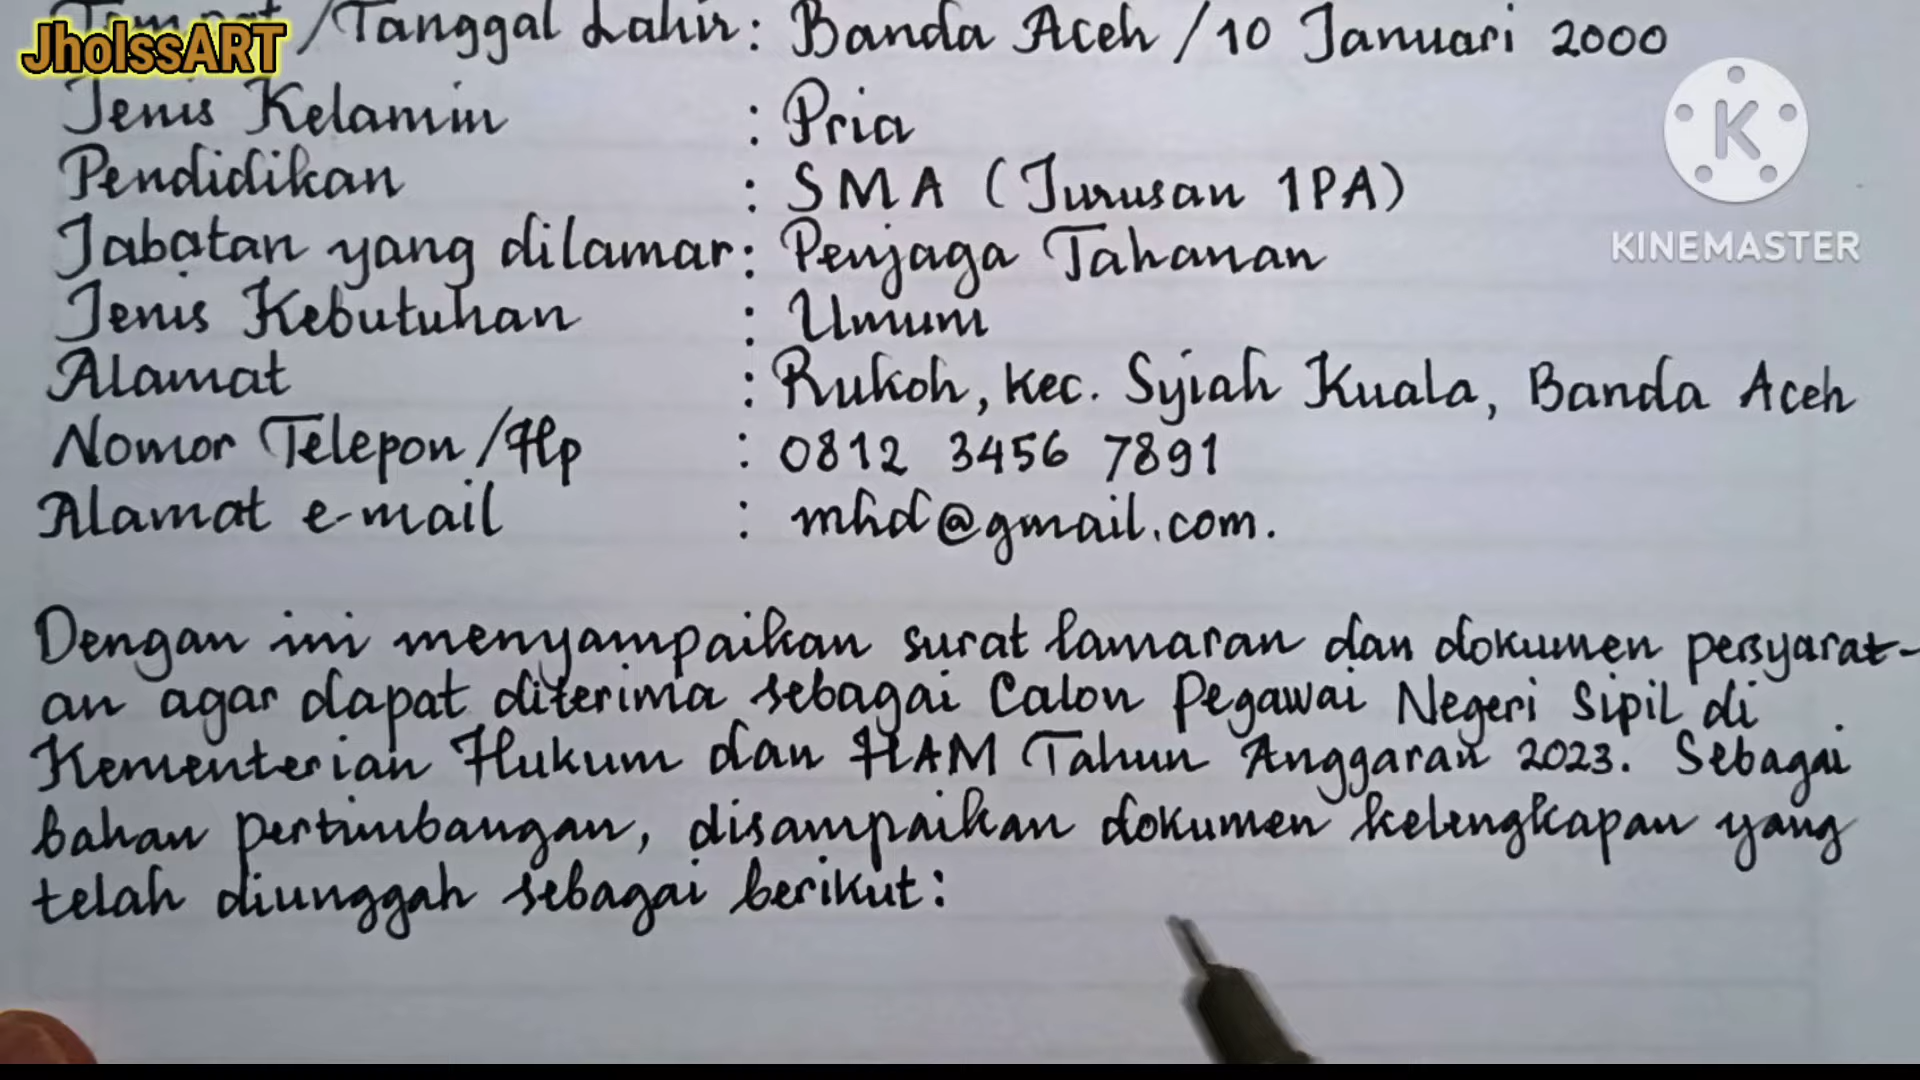 Tempat/Tanggal Lahir: Banda Aceh /10 Januari 2000
JhoIssART
Jenis Kelamin : Pria
KINEMASTER
Pendidikan : SMA (Jurusan IPA)
Jabatan yang dilamar: Penjaga Tahanan
Jenis Kebutuhan : Umum
Alamat : Rukoh, Kec. Syiah Kuala, Banda Aceh
Nomor Telepon/Hp : 0812 3456 7891
Alamat e-mail : mhd@gmail.com.
Dengan ini menyampaikan surat lamaran dan dokumen persyarat-
an agar dapat diterima sebagai Calon Pegawai Negeri Sipil di
Kementerian Hukum dan HAM Tahun Anggaran 2023. Sebagai
bahan pertimbangan, disampaikan dokumen kelengkapan yang
telah diunggah sebagai berikut: